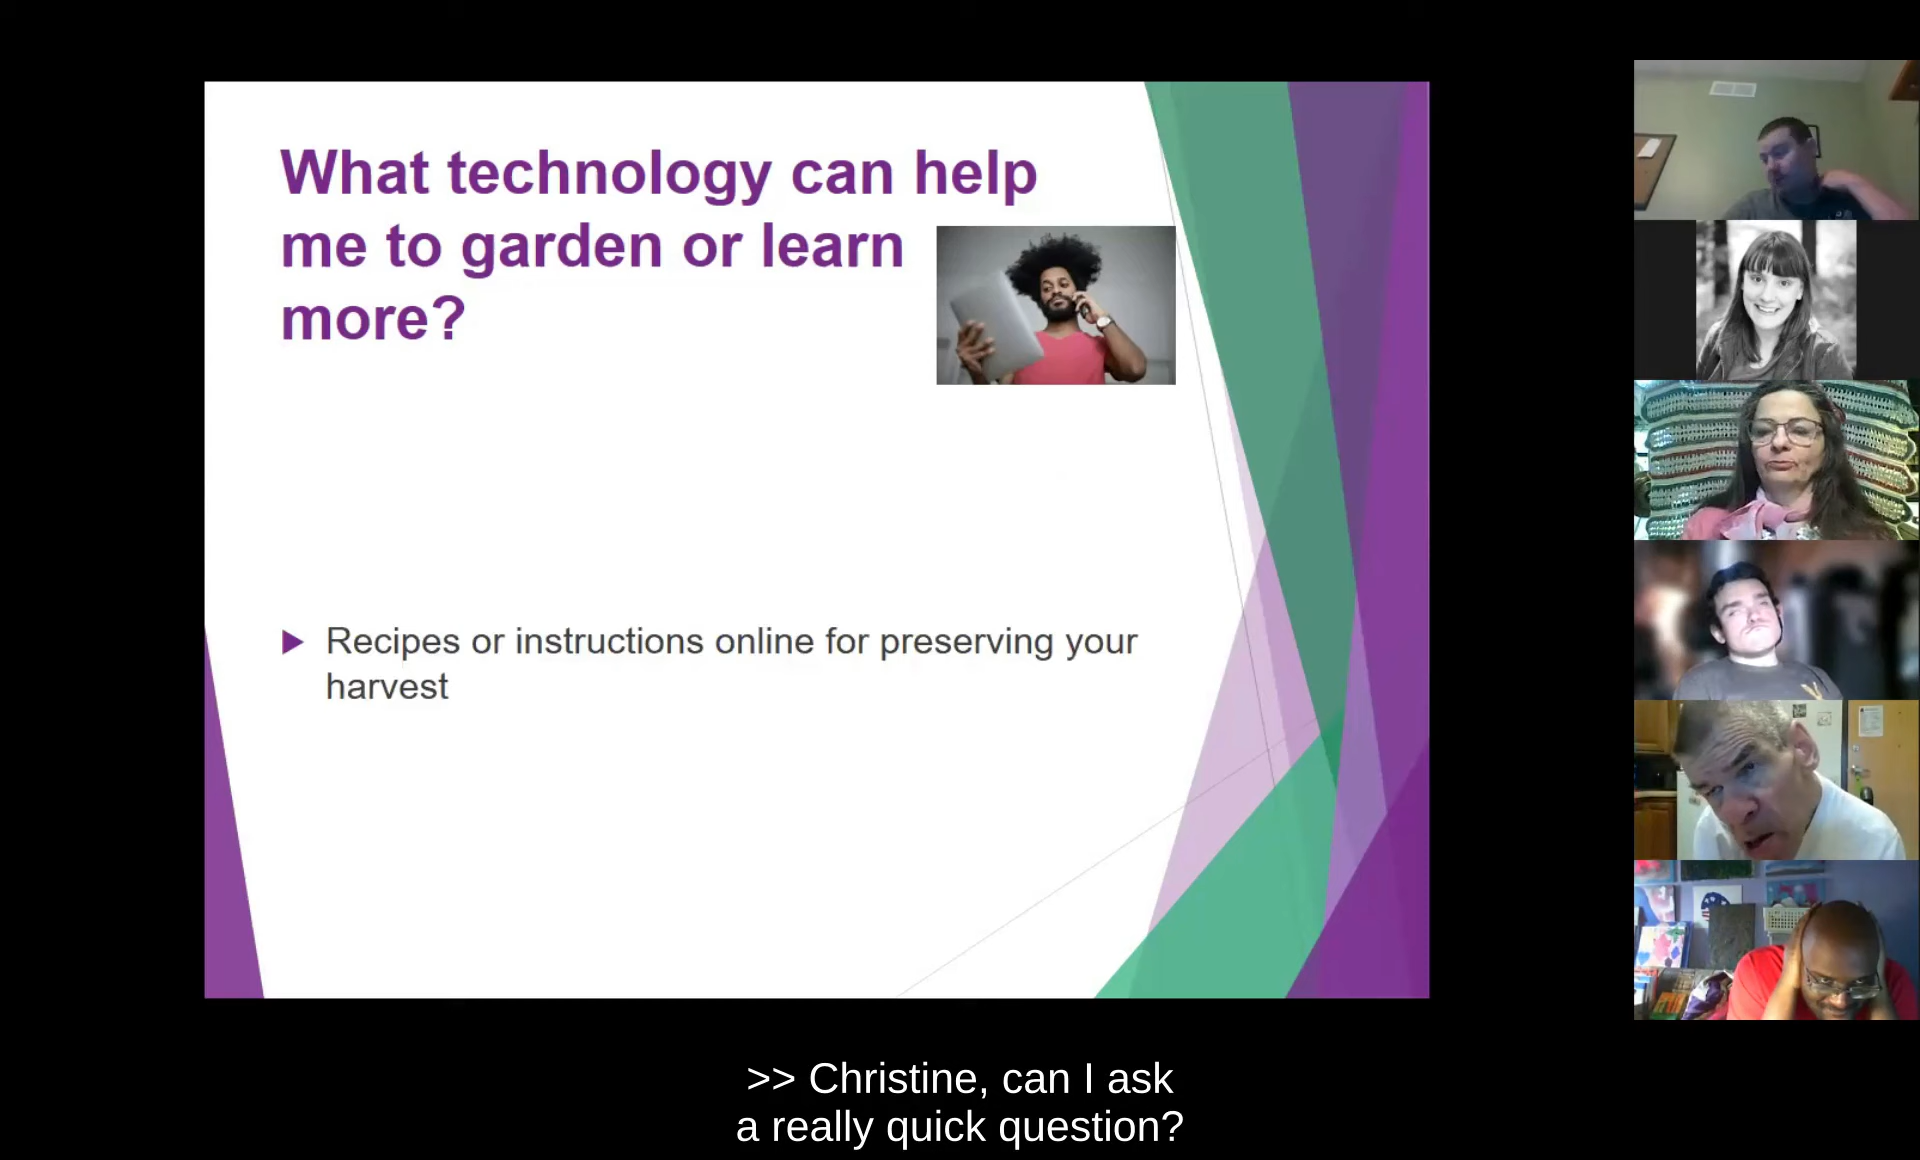 What technology can help
me to garden or learn
more?
Recipes or instructions online for preserving your
harvest
>> Christine, can I ask
a really quick question?